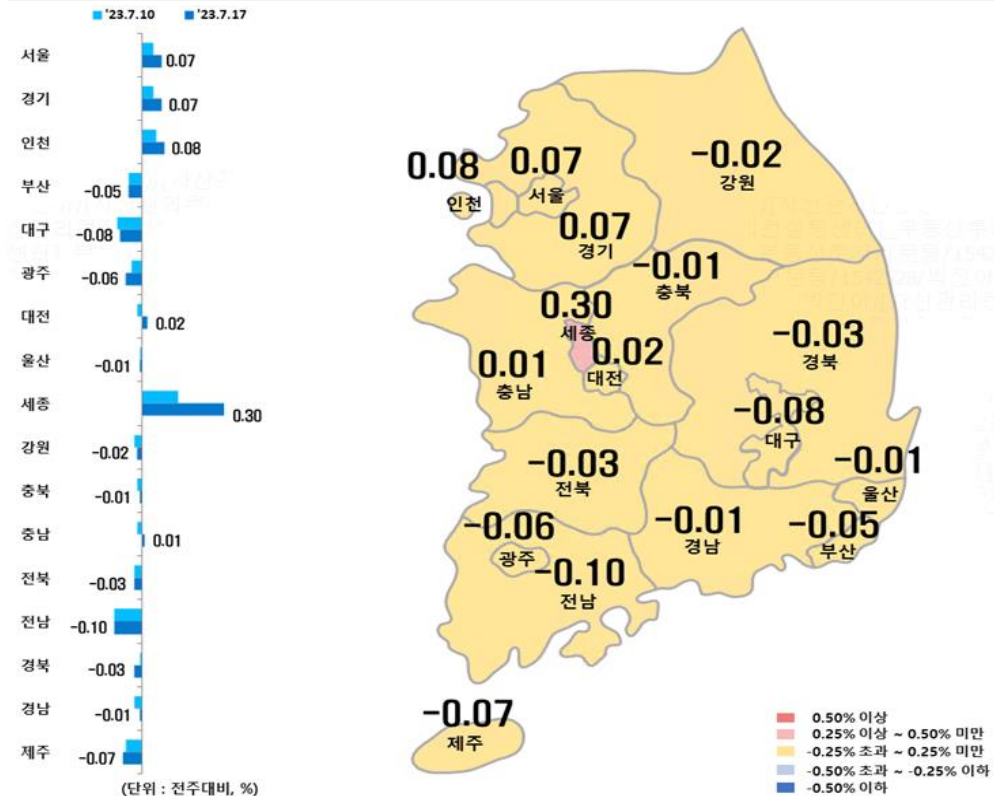 '23.7.10 '23.7.17
서울 0.07
경기 0.07
인천 0.08
부산 -0.05
대구 -0.08
광주 -0.06
대전 0.02
울산 -0.01
세종 0.30
강원 -0.02
충북 -0.01
충남 0.01
전북 -0.03
전남 -0.10
경북 -0.03
경남 -0.01
제주 -0.07
(단위 : 전주대비, %)
0.08
인천
0.07
서울
-0.02
강원
0.07
경기
-0.01
충북
0.30
세종
0.02
대전
0.01
충남
-0.03
경북
-0.08
대구
-0.01
울산
-0.03
전북
-0.01
경남
-0.05
부산
-0.06
광주
-0.10
전남
-0.07
제주
0.50% 이상
0.25% 이상 ~ 0.50% 미만
-0.25% 초과 ~ 0.25% 미만
-0.50% 초과 ~ -0.25% 이하
-0.50% 이하